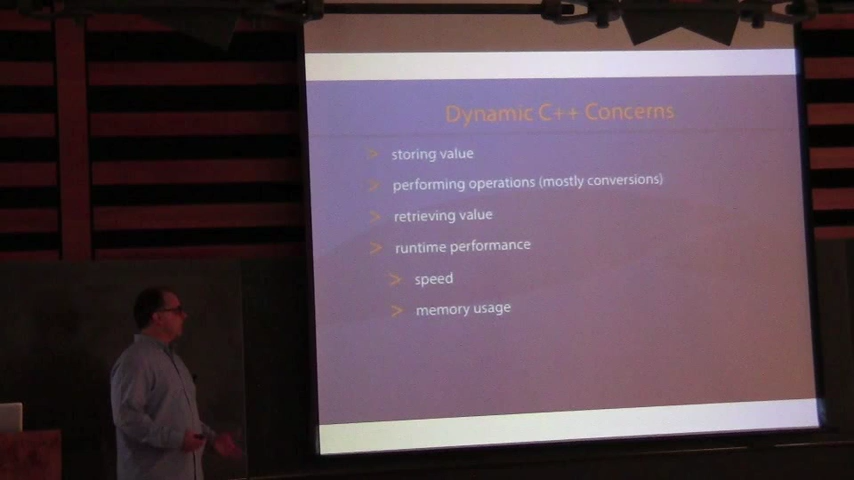 Dynamic C++ Concerns
> storing value
> performing operations (mostly conversions)
> retrieving value
> runtime performance
> speed
> memory usage